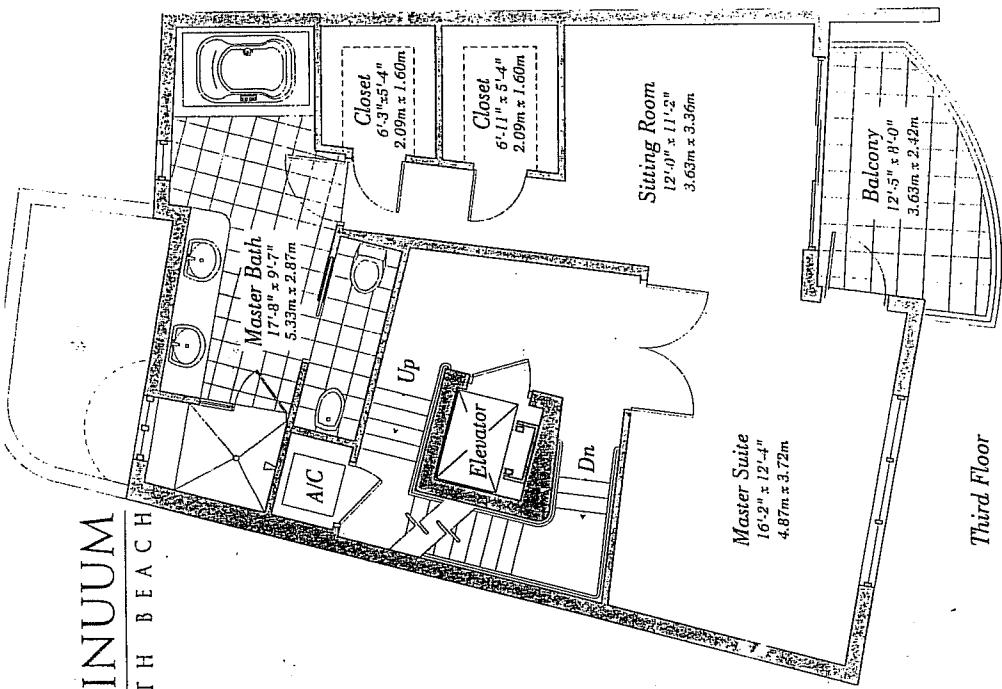 INUUM
TH BEACH
Closet
6'-3"x5'-4"
2.09m x 1.60m
Closet
6'-11" x 5'-4"
2.09m x 1.60m
Master Bath
17'-8" x 9'-7"
5.33m x 2.87m
Sitting Room
12'-0" x 11'-2"
3.63m x 3.36m
Balcony
12'-5" x 8'-0"
3.63m x 2.42m
Up
A/C
Elevator
Dn
Master Suite
16'-2" x 12'-4"
4.87m x 3.72m
Third Floor